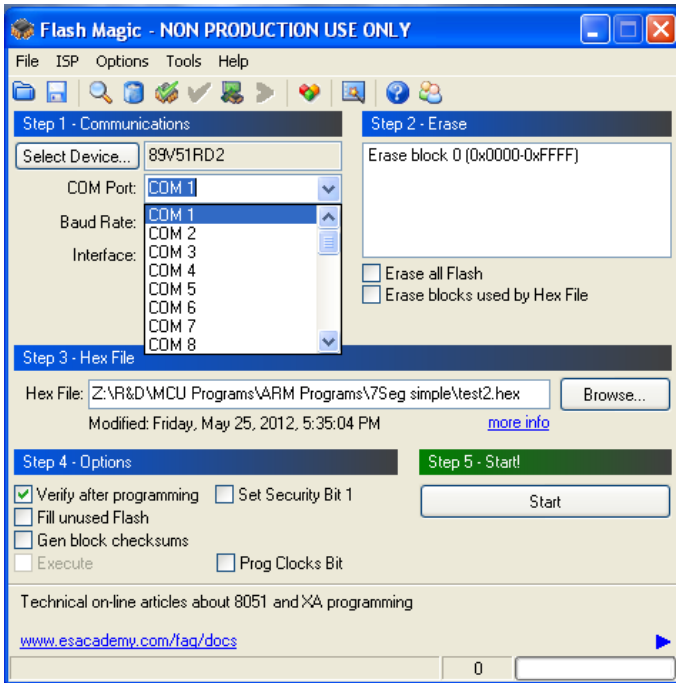 Flash Magic - NON PRODUCTION USE ONLY
File ISP Options Tools Help
Step 1 - Communications
Select Device... 89V51RD2
COM Port: COM 1
COM 1
COM 2
COM 3
COM 4
COM 5
COM 6
COM 7
COM 8
Baud Rate:
Interface:
Step 2 - Erase
Erase block 0 (0x0000-0xFFFF)
Erase all Flash
Erase blocks used by Hex File
Step 3 - Hex File
Hex File: Z:\R&D\MCU Programs\ARM Programs\7Seg simple\test2.hex Browse...
Modified: Friday, May 25, 2012, 5:35:04 PM more info
Step 4 - Options
Verify after programming Set Security Bit 1
Fill unused Flash
Gen block checksums
Execute Prog Clocks Bit
Step 5 - Start!
Start
Technical on-line articles about 8051 and XA programming
www.esacademy.com/faq/docs
0